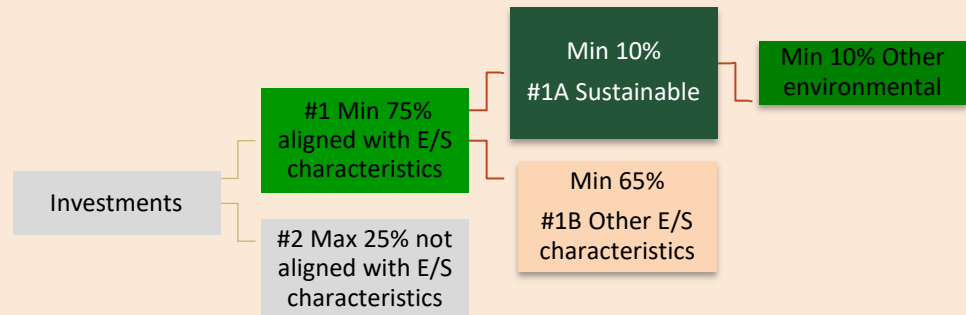 Investments
#1 Min 75%
aligned with E/S
characteristics
#2 Max 25% not
aligned with E/S
characteristics
Min 10%
#1A Sustainable
Min 65%
#1B Other E/S
characteristics
Min 10% Other
environmental